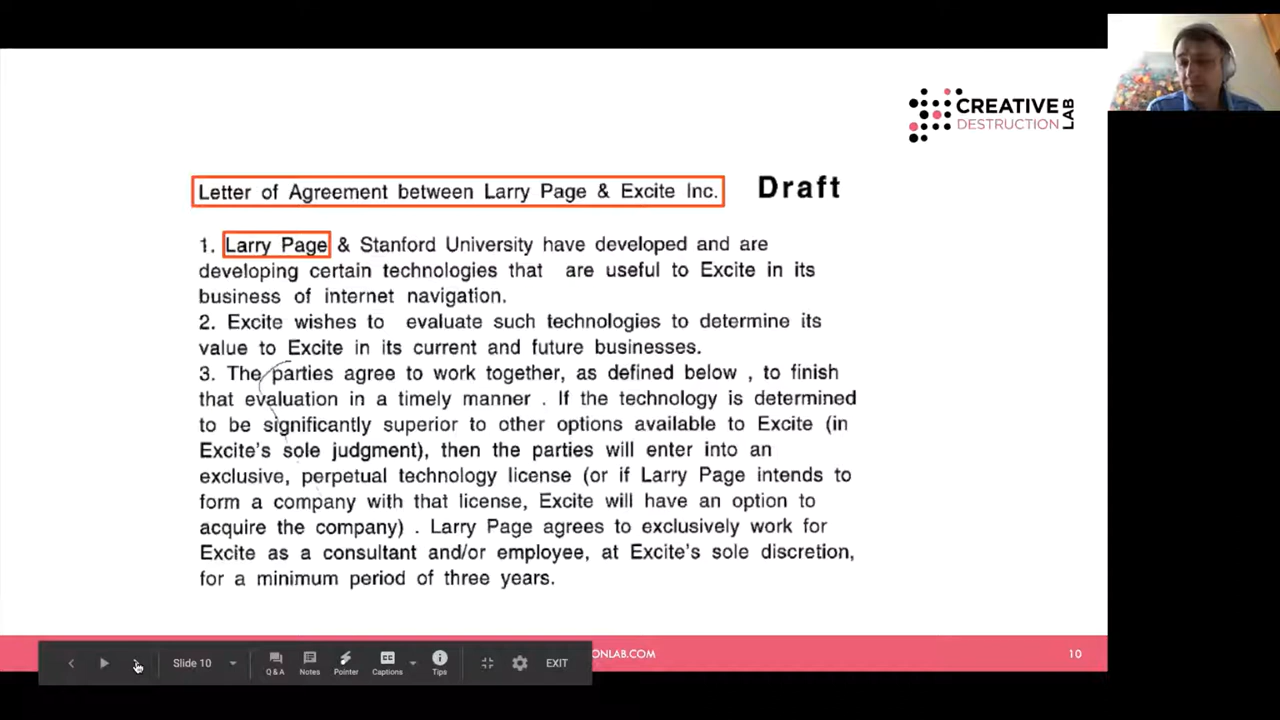 CREATIVE
DESTRUCTION
LAB
Letter of Agreement between Larry Page & Excite Inc. Draft
1. Larry Page & Stanford University have developed and are
developing certain technologies that are useful to Excite in its
business of internet navigation.
2. Excite wishes to evaluate such technologies to determine its
value to Excite in its current and future businesses.
3. The parties agree to work together, as defined below , to finish
that evaluation in a timely manner . If the technology is determined
to be significantly superior to other options available to Excite (in
Excite's sole judgment), then the parties will enter into an
exclusive, perpetual technology license (or if Larry Page intends to
form a company with that license, Excite will have an option to
acquire the company) . Larry Page agrees to exclusively work for
Excite as a consultant and/or employee, at Excite's sole discretion,
for a minimum period of three years.
ONLAB.COM
10
Slide 10
Q&A
Notes
Pointer
Captions
Tips
EXIT